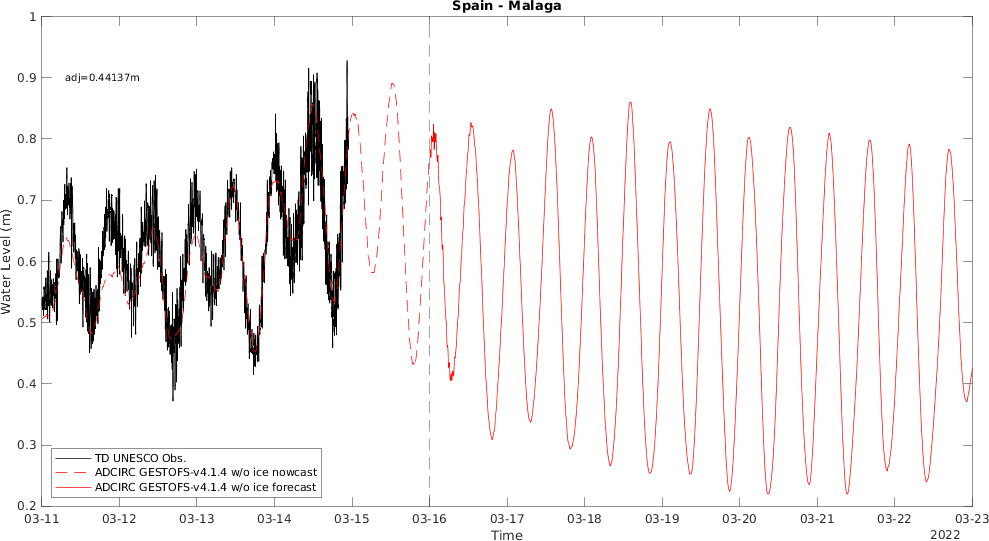 Spain - Malaga
1
0.9
0.8
0.7
0.6
0.5
0.4
0.3
0.2
Water Level (m)
adj=0.44137m
TD UNESCO Obs.
ADCIRC GESTOFS-v4.1.4 w/o ice nowcast
ADCIRC GESTOFS-v4.1.4 w/o ice forecast
03-11 03-12 03-13 03-14 03-15 03-16 03-17 03-18 03-19 03-20 03-21 03-22 03-23
Time
2022